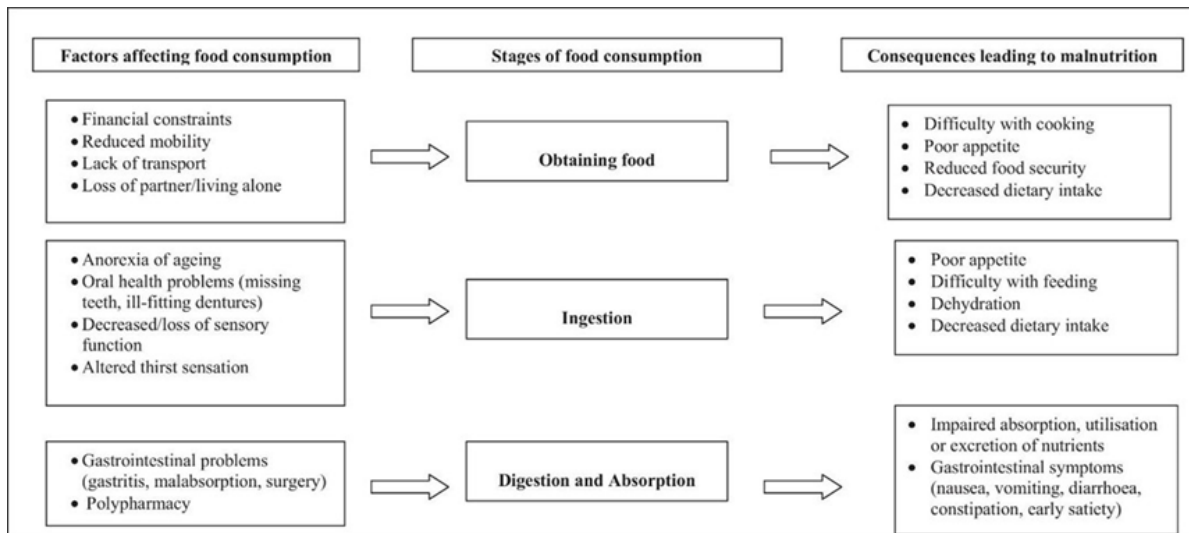 Factors affecting food consumption
Stages of food consumption
Consequences leading to malnutrition
• Financial constraints
• Reduced mobility
• Lack of transport
• Loss of partner/living alone
Obtaining food
• Difficulty with cooking
• Poor appetite
• Reduced food security
• Decreased dietary intake
• Anorexia of ageing
• Oral health problems (missing
teeth, ill-fitting dentures)
• Decreased/loss of sensory
function
• Altered thirst sensation
Ingestion
• Poor appetite
• Difficulty with feeding
• Dehydration
• Decreased dietary intake
• Gastrointestinal problems
(gastritis, malabsorption, surgery)
• Polypharmacy
Digestion and Absorption
• Impaired absorption, utilisation
or excretion of nutrients
• Gastrointestinal symptoms
(nausea, vomiting, diarrhoea,
constipation, early satiety)